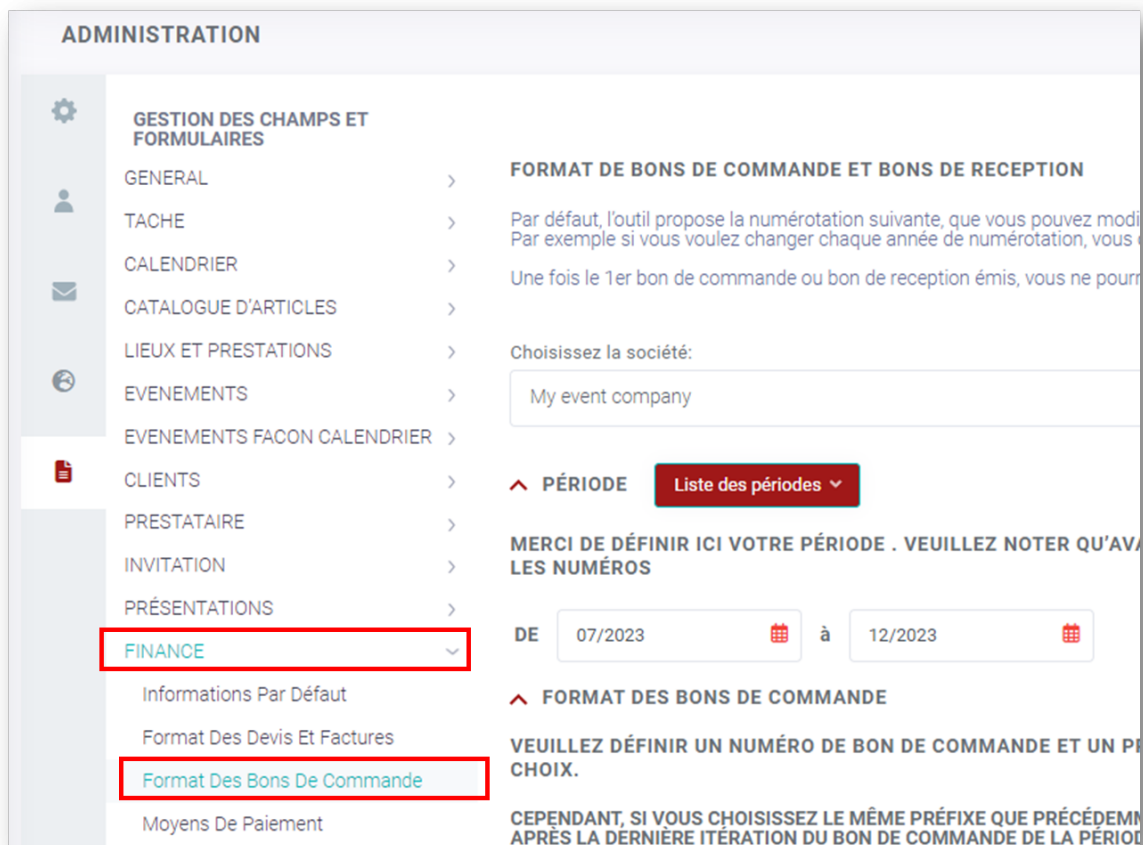 ADMINISTRATION
GESTION DES CHAMPS ET
FORMULAIRES
GENERAL
TACHE
CALENDRIER
CATALOGUE D'ARTICLES
LIEUX ET PRESTATIONS
EVENEMENTS
EVENEMENTS FACON CALENDRIER
CLIENTS
PRESTATAIRE
INVITATION
PRÉSENTATIONS
FINANCE
Informations Par Défaut
Format Des Devis Et Factures
Format Des Bons De Commande
Moyens De Paiement
FORMAT DE BONS DE COMMANDE ET BONS DE RECEPTION
Par défaut, l'outil propose la numérotation suivante, que vous pouvez
Par exemple si vous voulez changer chaque année de numérotation, vous
Une fois le 1er bon de commande ou bon de reception émis, vous ne
Choisissez la société:
My event company
PÉRIODE Liste des périodes
MERCI DE DÉFINIR ICI VOTRE PÉRIODE . VEUILLEZ NOTER
LES NUMÉROS
DE 07/2023 à 12/2023
FORMAT DES BONS DE COMMANDE
VEUILLEZ DÉFINIR UN NUMÉRO DE BON DE COMMANDE ET UN
CHOIX.
CEPENDANT, SI VOUS CHOISISSEZ LE MÊME PRÉFIXE QUE
APRÈS LA DERNIÈRE ITÉRATION DU BON DE COMMANDE DE LA